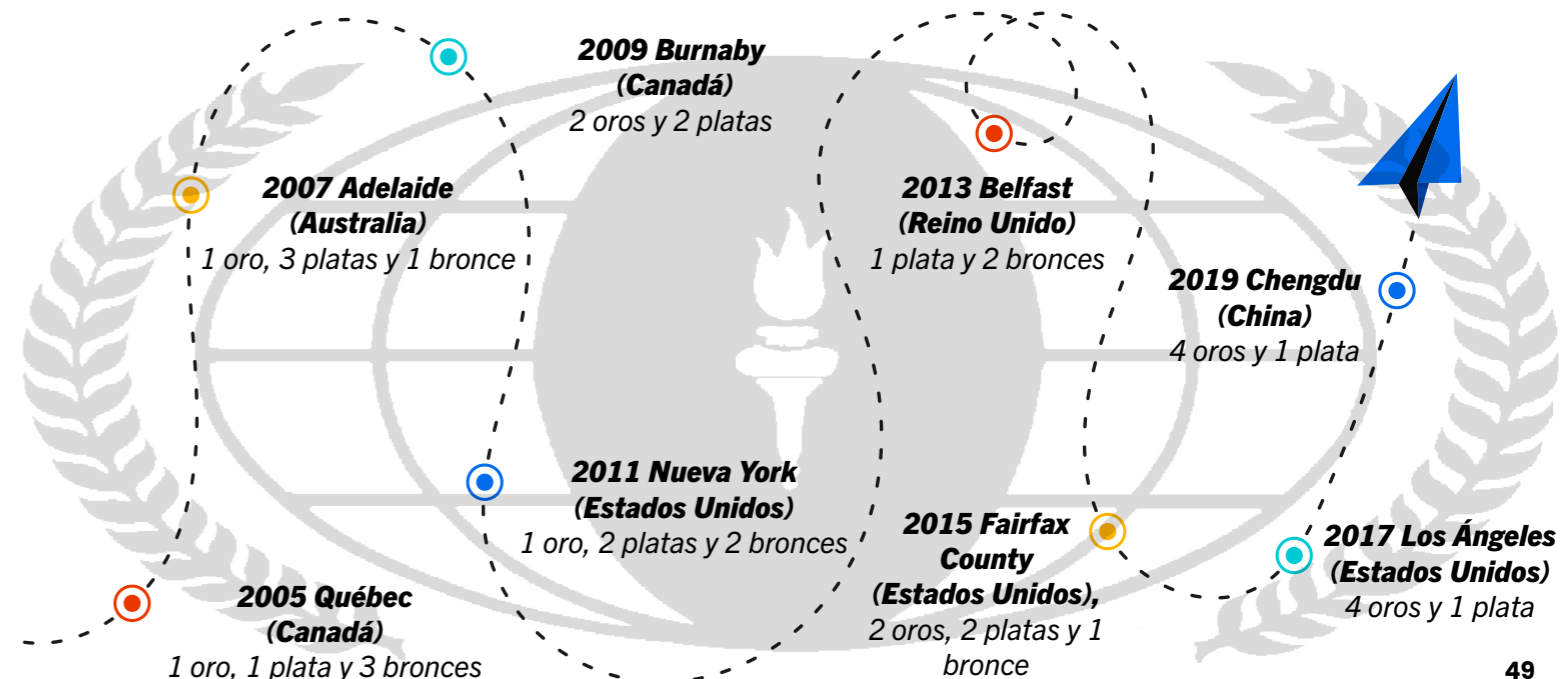 2005 Québec
(Canadá)
1 oro, 1 plata y 3 bronces
2007 Adelaide
(Australia)
1 oro, 3 platas y 1 bronce
2009 Burnaby
(Canadá)
2 oros y 2 platas
2011 Nueva York
(Estados Unidos)
1 oro, 2 platas y 2 bronces
2013 Belfast
(Reino Unido)
1 plata y 2 bronces
2015 Fairfax
County
(Estados Unidos),
2 oros, 2 platas y 1
bronce
2017 Los Ángeles
(Estados Unidos)
4 oros y 1 plata
2019 Chengdu
(China)
4 oros y 1 plata
49